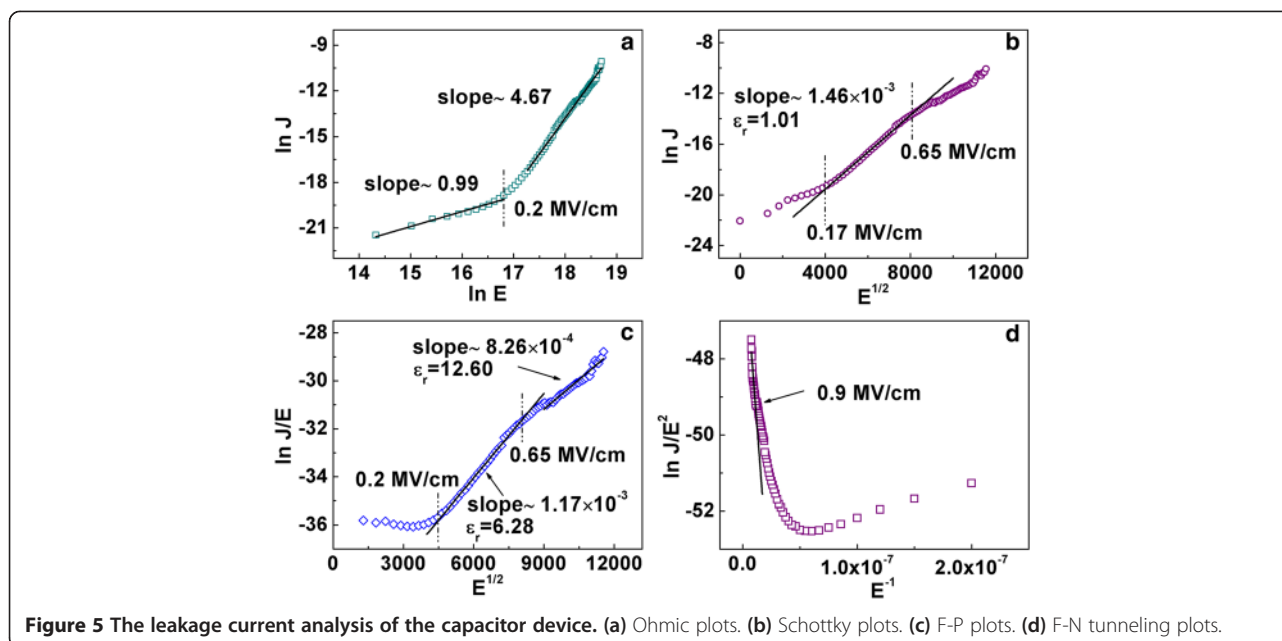 a
-9
-12
-15
-18
-21
ln J
slope~ 4.67
slope~ 0.99
0.2 MV/cm
14 15 16 17 18 19
ln E
b
-8
-12
-16
-20
-24
ln J
slope~ 1.46×10⁻³
εr=1.01
0.65 MV/cm
0.17 MV/cm
0 4000 8000 12000
E^1/2
c
-28
-30
-32
-34
-36
ln J/E
slope~ 8.26×10⁻⁴
εr=12.60
0.65 MV/cm
0.2 MV/cm
slope~ 1.17×10⁻³
εr=6.28
0 3000 6000 9000 12000
E^1/2
d
-48
-50
-52
ln J/E²
0.9 MV/cm
0.0 1.0x10⁻⁷ 2.0x10⁻⁷
E⁻¹
Figure 5 The leakage current analysis of the capacitor device. (a) Ohmic plots. (b) Schottky plots. (c) F-P plots. (d) F-N tunneling plots.